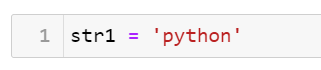 1 str1 = 'python'